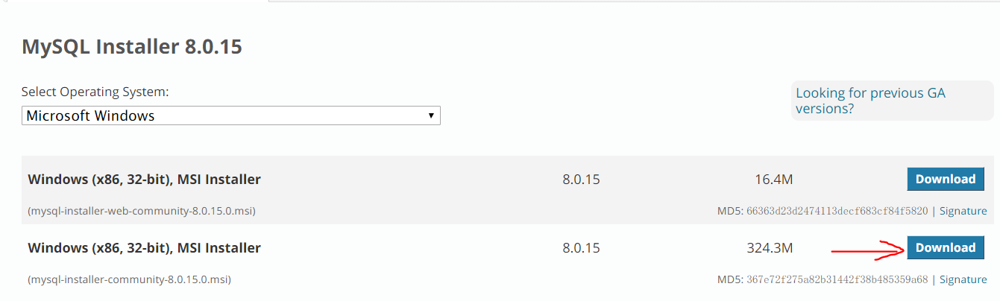 MySQL Installer 8.0.15
Select Operating System:
Looking for previous GA
versions?
Microsoft Windows
Windows (x86, 32-bit), MSI Installer 8.0.15 16.4M Download
(mysql-installer-web-community-8.0.15.0.msi) MD5: 66363d23d2474113decf683cf84f5820 | Signature
Windows (x86, 32-bit), MSI Installer 8.0.15 324.3M Download
(mysql-installer-community-8.0.15.0.msi) MD5: 367e72f275a82b31442f38b485359a68 | Signature